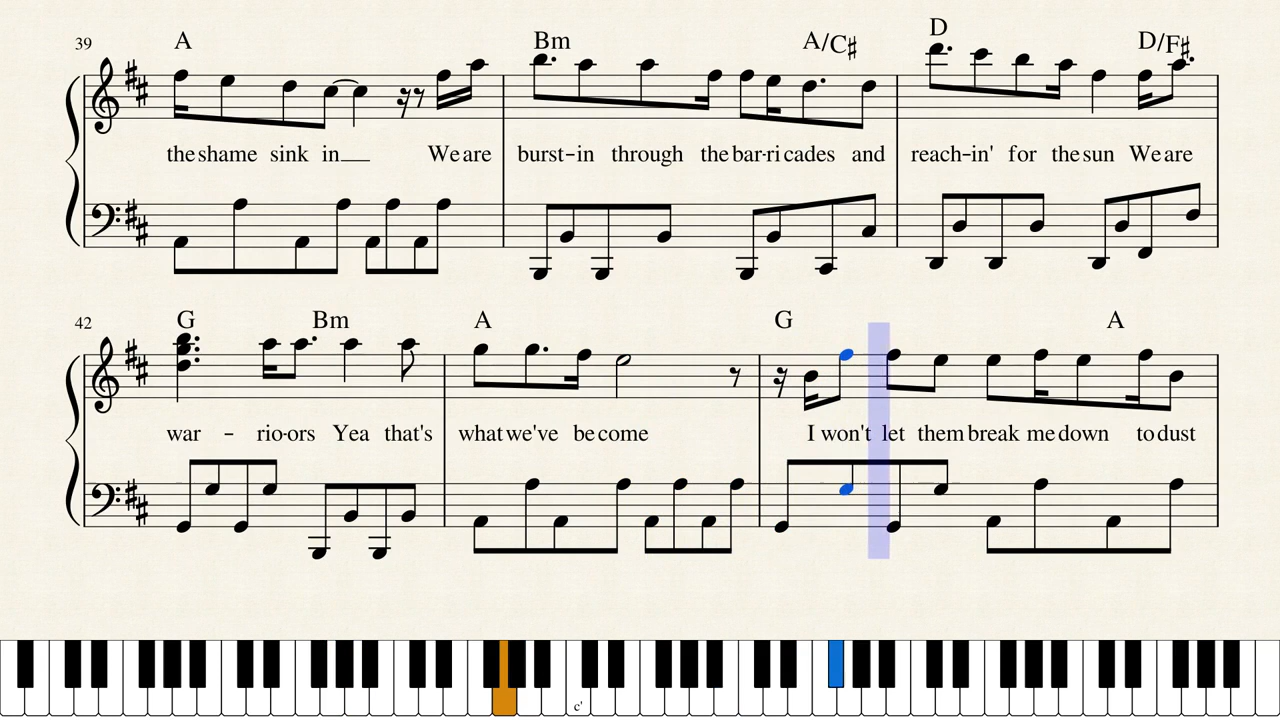 39 A Bm A/C♯ D D/F♯
the shame sink in__ We are burst-in through the bar-ri cades and reach-in' for the sun We are
42 G Bm A G A
war - rio-ors Yea that's what we've be come I won't let them break me down to dust
c'